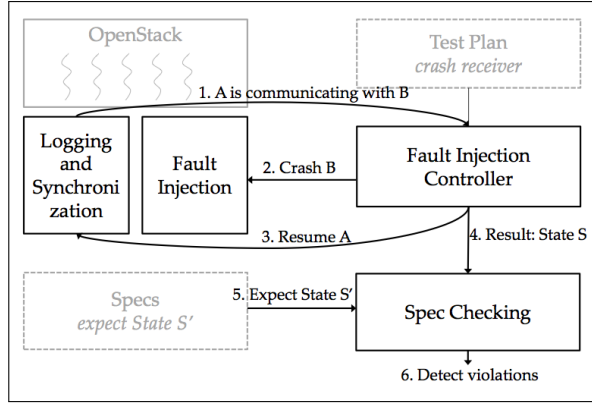 OpenStack
Test Plan
crash receiver
1. A is communicating with B
Logging
and
Synchroni
zation
Fault
Injection
2. Crash B
Fault Injection
Controller
3. Resume A
4. Result: State S
Specs
expect State S'
5. Expect State S'
Spec Checking
6. Detect violations